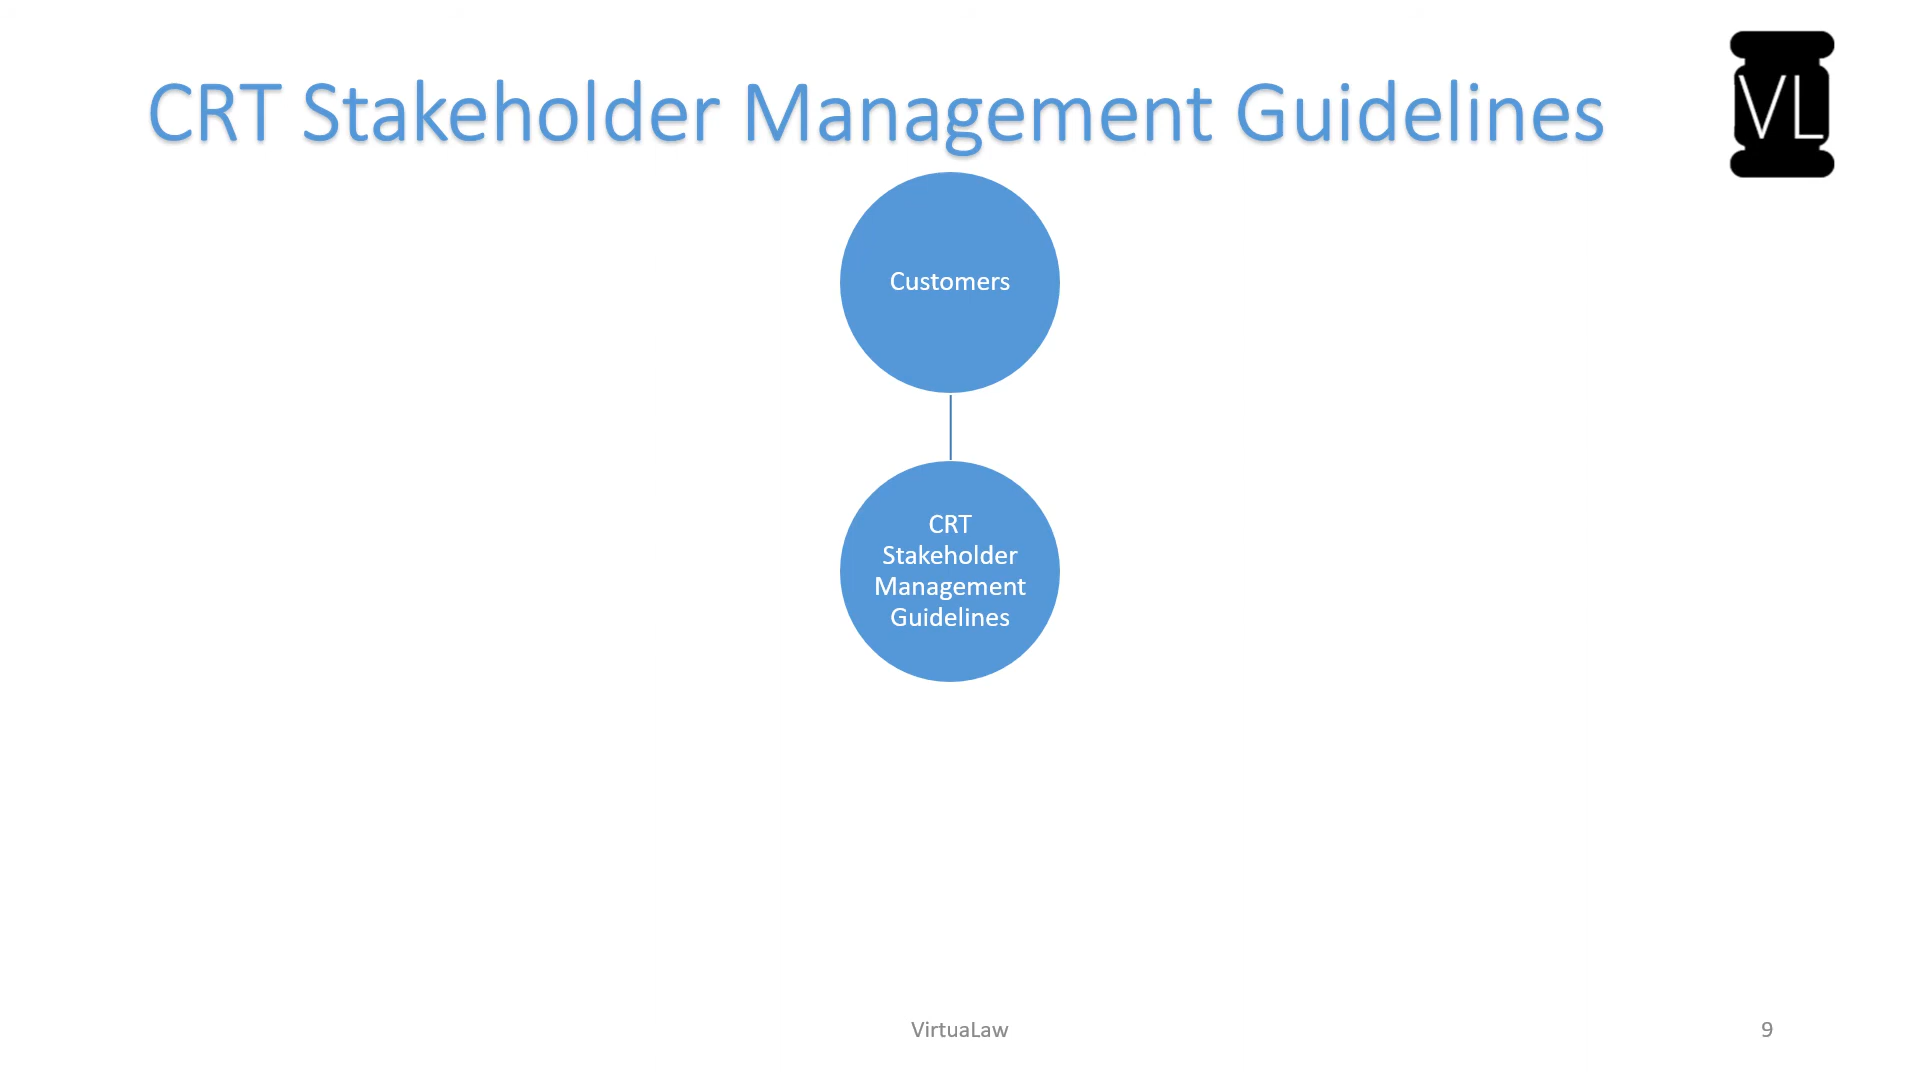 CRT Stakeholder Management Guidelines
VL
Customers
CRT
Stakeholder
Management
Guidelines
VirtuaLaw
9